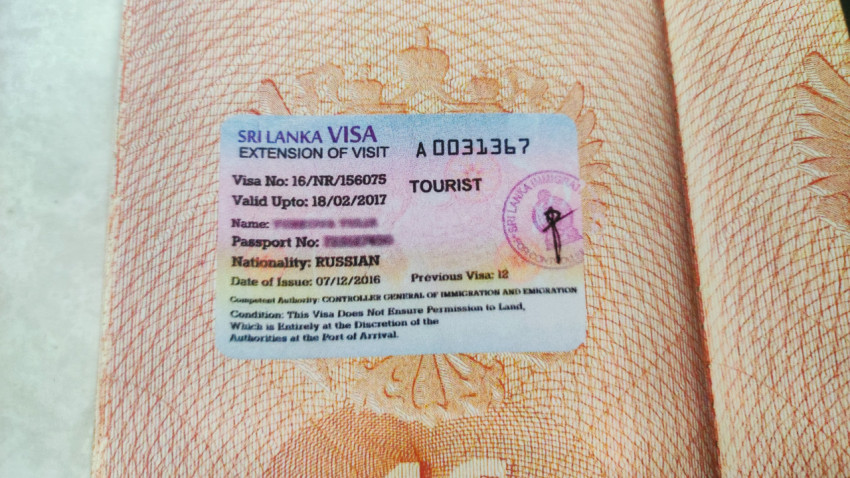 SRI LANKA VISA
EXTENSION OF VISIT
A 0031367
Visa No: 16/NR/156075
TOURIST
Valid Upto: 18/02/2017
Name:
Passport No:
Nationality: RUSSIAN
Date of Issue: 07/12/2016
Previous Visa: 12
Competent Authority: CONTROLLER GENERAL OF IMMIGRATION AND EMIGRATION
Condition: This Visa Does Not Ensure Permission to Land,
Which is Entirely at the Discretion of the
Authorities at the Port of Arrival.
SRI LANKA